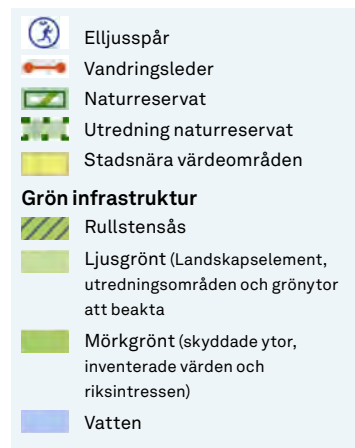 Elljusspår
Vandringsleder
Naturreservat
Utredning naturreservat
Stadsnära värdeområden
Grön infrastruktur
Rullstensås
Ljusgrönt (Landskapselement,
utredningsområden och grönytor
att beakta
Mörkgrönt (skyddade ytor,
inventerade värden och
riksintressen)
Vatten